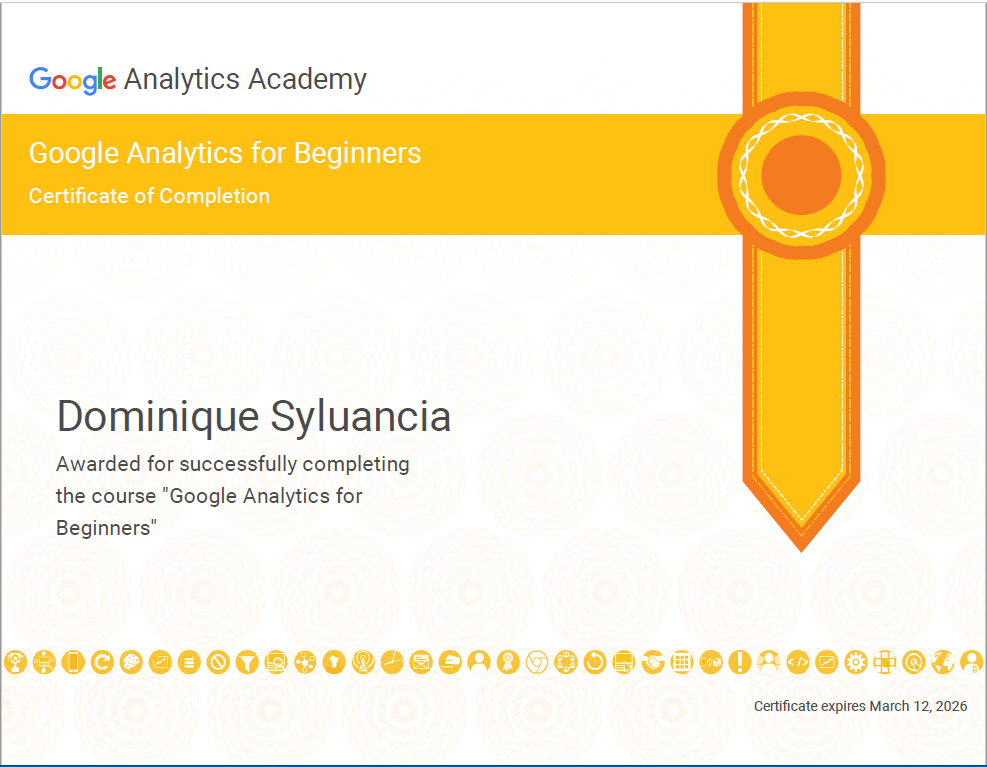 Google Analytics Academy
Google Analytics for Beginners
Certificate of Completion
Dominique Syluancia
Awarded for successfully completing
the course "Google Analytics for
Beginners"
Certificate expires March 12, 2026